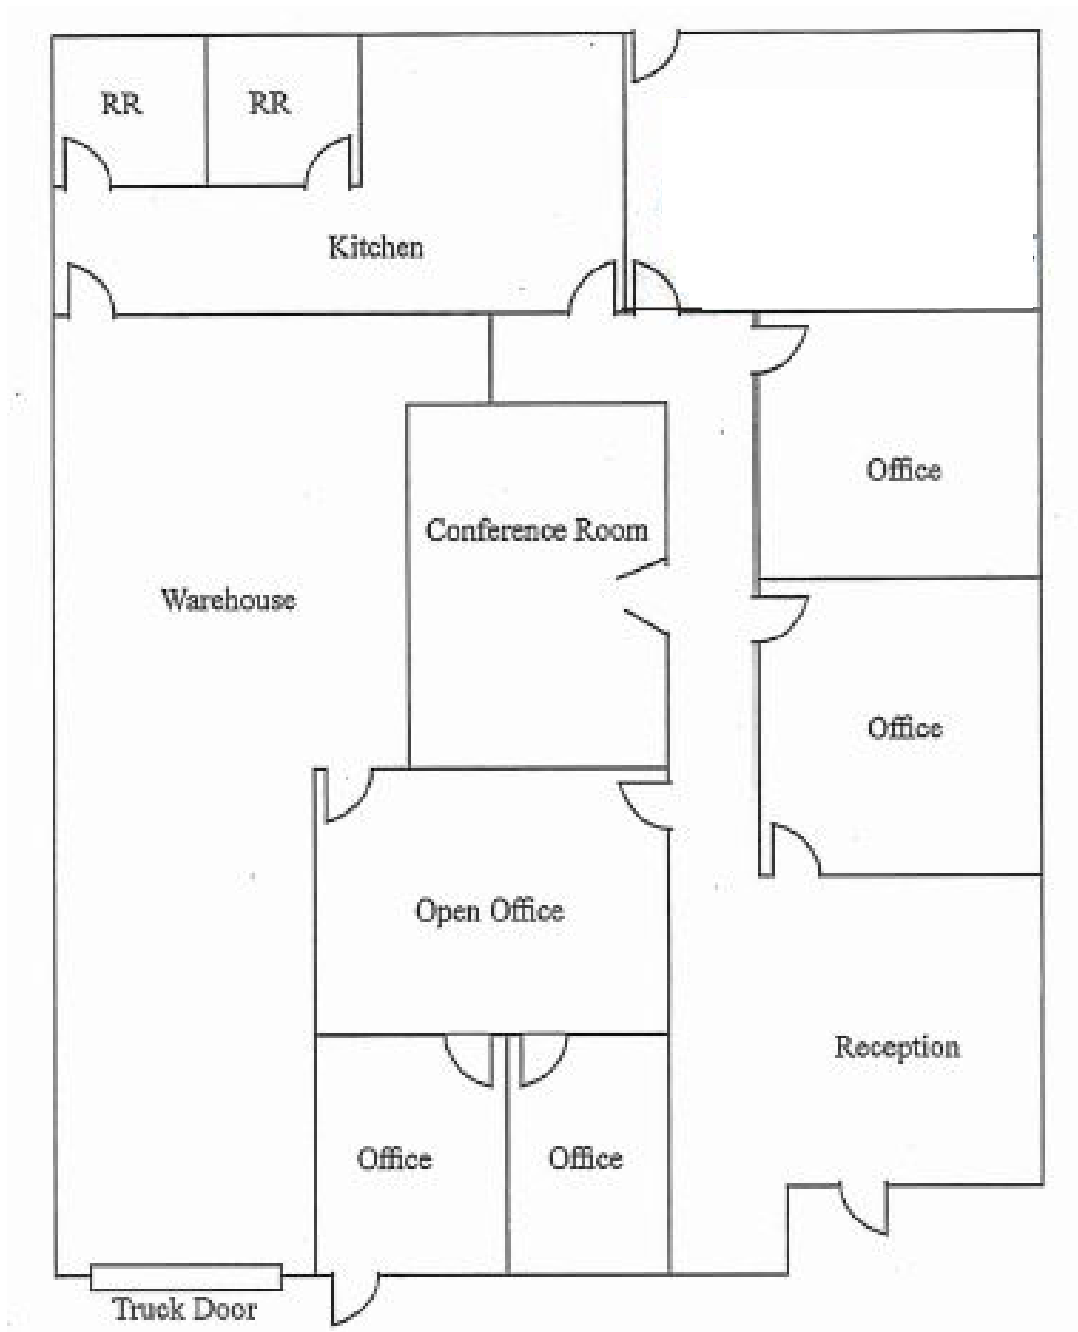 RR
RR
Kitchen
Office
Conference Room
Warehouse
Office
Open Office
Reception
Office
Office
Truck Door